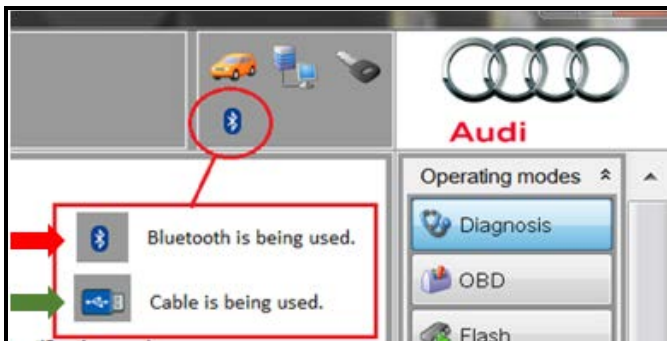 Audi
Operating modes
Diagnosis
Bluetooth is being used.
OBD
Cable is being used.
Flash